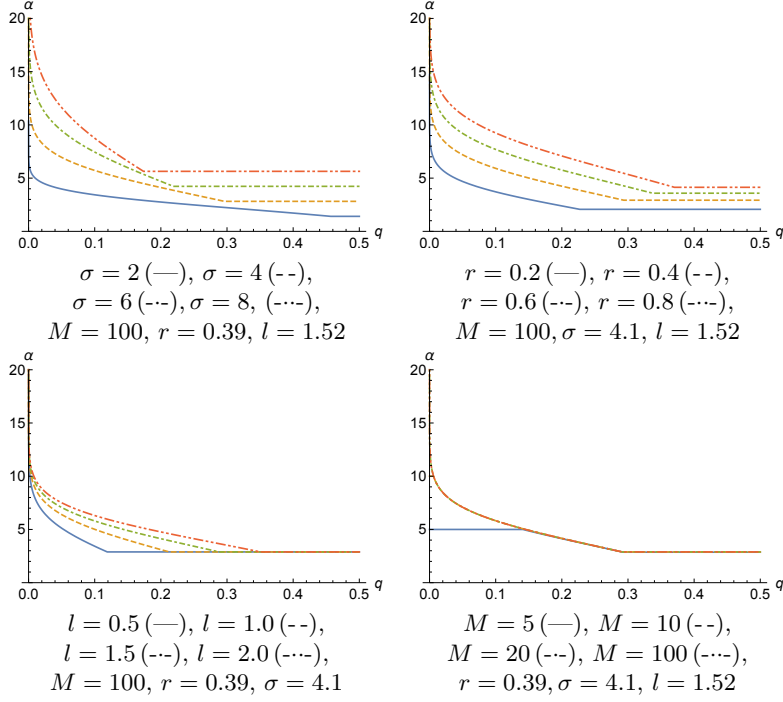 α
20
15
10
5
0.0 0.1 0.2 0.3 0.4 0.5 q
σ = 2 (—), σ = 4 (- -),
σ = 6 (-·-), σ = 8, (-··-),
M = 100, r = 0.39, l = 1.52
α
20
15
10
5
0.0 0.1 0.2 0.3 0.4 0.5 q
r = 0.2 (—), r = 0.4 (- -),
r = 0.6 (-·-), r = 0.8 (-··-),
M = 100, σ = 4.1, l = 1.52
α
20
15
10
5
0.0 0.1 0.2 0.3 0.4 0.5 q
l = 0.5 (—), l = 1.0 (- -),
l = 1.5 (-·-), l = 2.0 (-··-),
M = 100, r = 0.39, σ = 4.1
α
20
15
10
5
0.0 0.1 0.2 0.3 0.4 0.5 q
M = 5 (—), M = 10 (- -),
M = 20 (-·-), M = 100 (-··-),
r = 0.39, σ = 4.1, l = 1.52